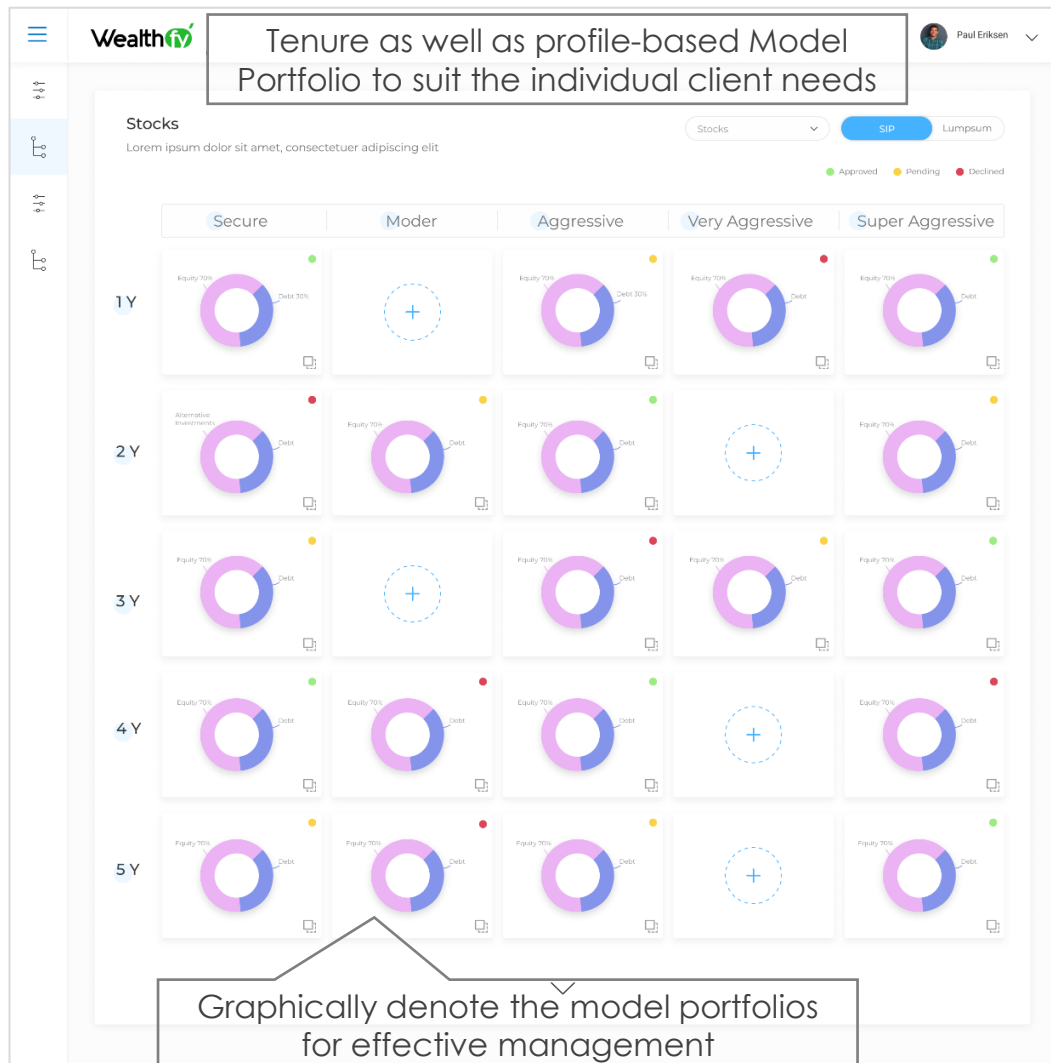 Wealthfv
Tenure as well as profile-based Model
Portfolio to suit the individual client needs
Paul Eriksen
Stocks
Lorem ipsum dolor sit amet, consectetuer adipiscing elit
Stocks
SIP
Lumpsum
Approved
Pending
Declined
Secure
Moder
Aggressive
Very Aggressive
Super Aggressive
1 Y
Equity 70%
Debt 30%
Equity 70%
Debt 30%
Equity 70%
Debt
Equity 70%
Debt
2 Y
Alternative
Investments
Debt
Equity 70%
Debt
Equity 70%
Debt
Equity 70%
Debt
3 Y
Equity 70%
Debt
Equity 70%
Debt
Equity 70%
Debt
Equity 70%
Debt
4 Y
Equity 70%
Debt
Equity 70%
Debt
Equity 70%
Debt
Equity 70%
Debt
5 Y
Equity 70%
Debt
Equity 70%
Debt
Equity 70%
Debt
Equity 70%
Debt
Graphically denote the model portfolios
for effective management